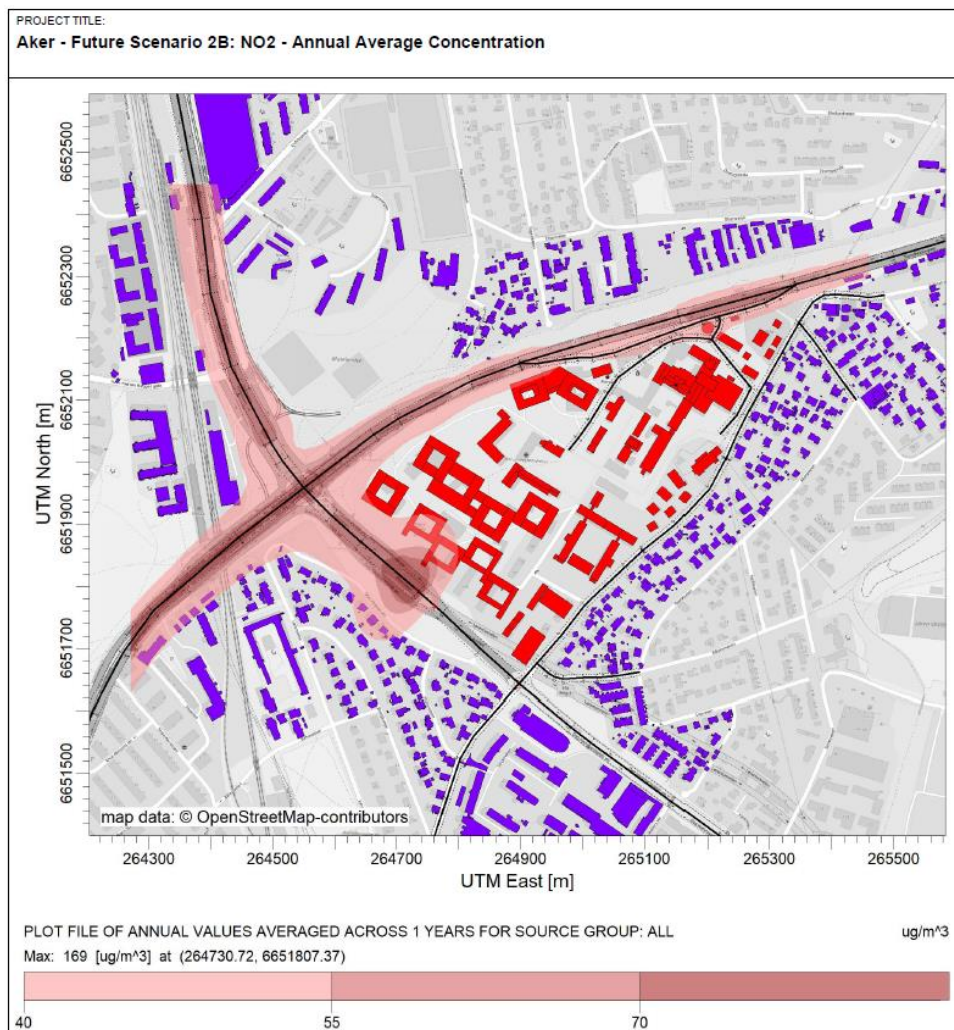 PROJECT TITLE:
Aker - Future Scenario 2B: NO2 - Annual Average Concentration
UTM North [m]
6652500
6652300
6652100
6651900
6651700
6651500
map data: © OpenStreetMap-contributors
264300 264500 264700 264900 265100 265300 265500
UTM East [m]
PLOT FILE OF ANNUAL VALUES AVERAGED ACROSS 1 YEARS FOR SOURCE GROUP: ALL ug/m^3
Max: 169 [ug/m^3] at (264730.72, 6651807.37)
40 55 70